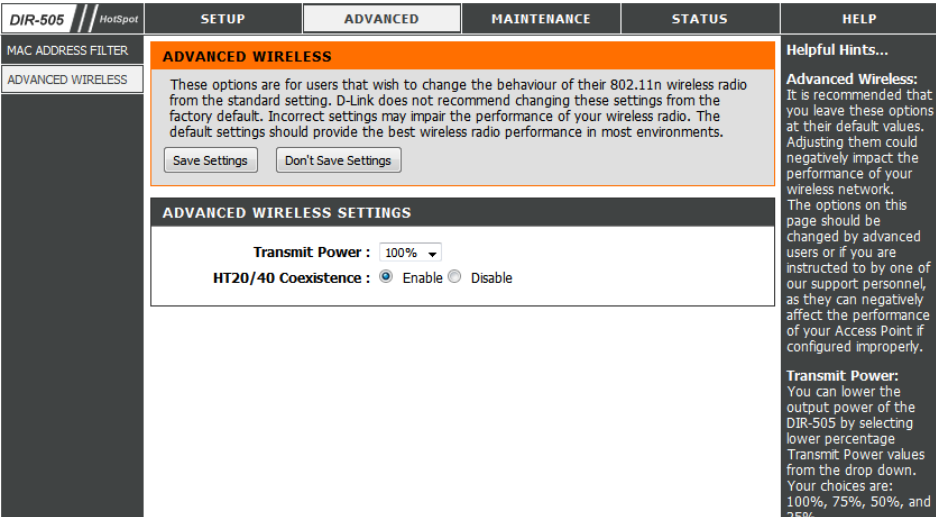 DIR-505 // HotSpot
SETUP
ADVANCED
MAINTENANCE
STATUS
HELP
MAC ADDRESS FILTER
ADVANCED WIRELESS
ADVANCED WIRELESS
These options are for users that wish to change the behaviour of their 802.11n wireless radio
from the standard setting. D-Link does not recommend changing these settings from the
factory default. Incorrect settings may impair the performance of your wireless radio. The
default settings should provide the best wireless radio performance in most environments.
Save Settings
Don't Save Settings
ADVANCED WIRELESS SETTINGS
Transmit Power : 100%
HT20/40 Coexistence : Enable Disable
Helpful Hints...
Advanced Wireless:
It is recommended that
you leave these options
at their default values.
Adjusting them could
negatively impact the
performance of your
wireless network.
The options on this
page should be
changed by advanced
users or if you are
instructed to by one of
our support personnel,
as they can negatively
affect the performance
of your Access Point if
configured improperly.
Transmit Power:
You can lower the
output power of the
DIR-505 by selecting
lower percentage
Transmit Power values
from the drop down.
Your choices are:
100%, 75%, 50%, and
25%